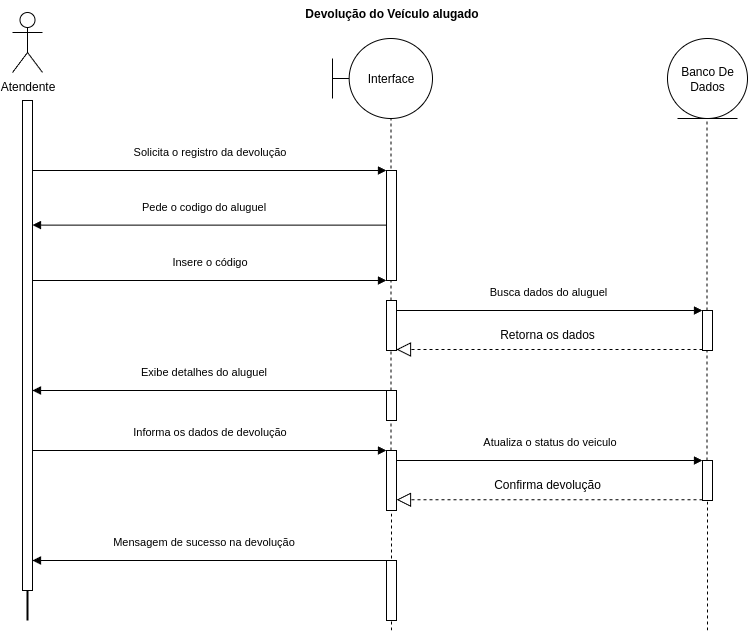 Devolução do Veículo alugado
Atendente
Interface
Banco De
Dados
Solicita o registro da devolução
Pede o codigo do aluguel
Insere o código
Busca dados do aluguel
Retorna os dados
Exibe detalhes do aluguel
Informa os dados de devolução
Atualiza o status do veiculo
Confirma devolução
Mensagem de sucesso na devolução